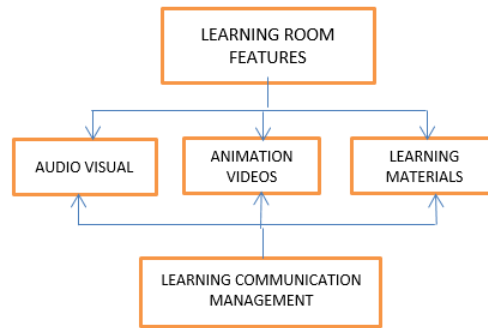 LEARNING ROOM
FEATURES
AUDIO VISUAL
ANIMATION
VIDEOS
LEARNING
MATERIALS
LEARNING COMMUNICATION
MANAGEMENT